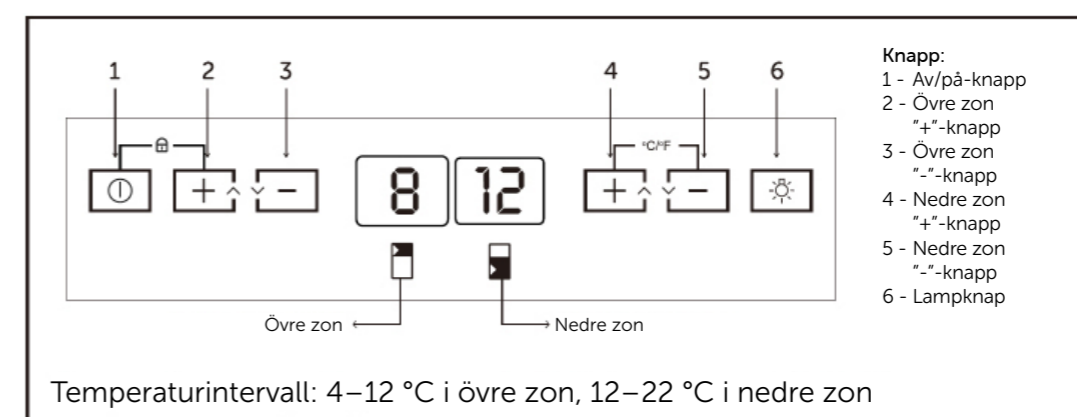 1 2 3 4 5 6
°C/°F
+ - 8 12 + -
Övre zon Nedre zon
Knapp:
1 - Av/på-knapp
2 - Övre zon
"+"-knapp
3 - Övre zon
"-"-knapp
4 - Nedre zon
"+"-knapp
5 - Nedre zon
"-"-knapp
6 - Lampknap
Temperaturintervall: 4–12 °C i övre zon, 12–22 °C i nedre zon